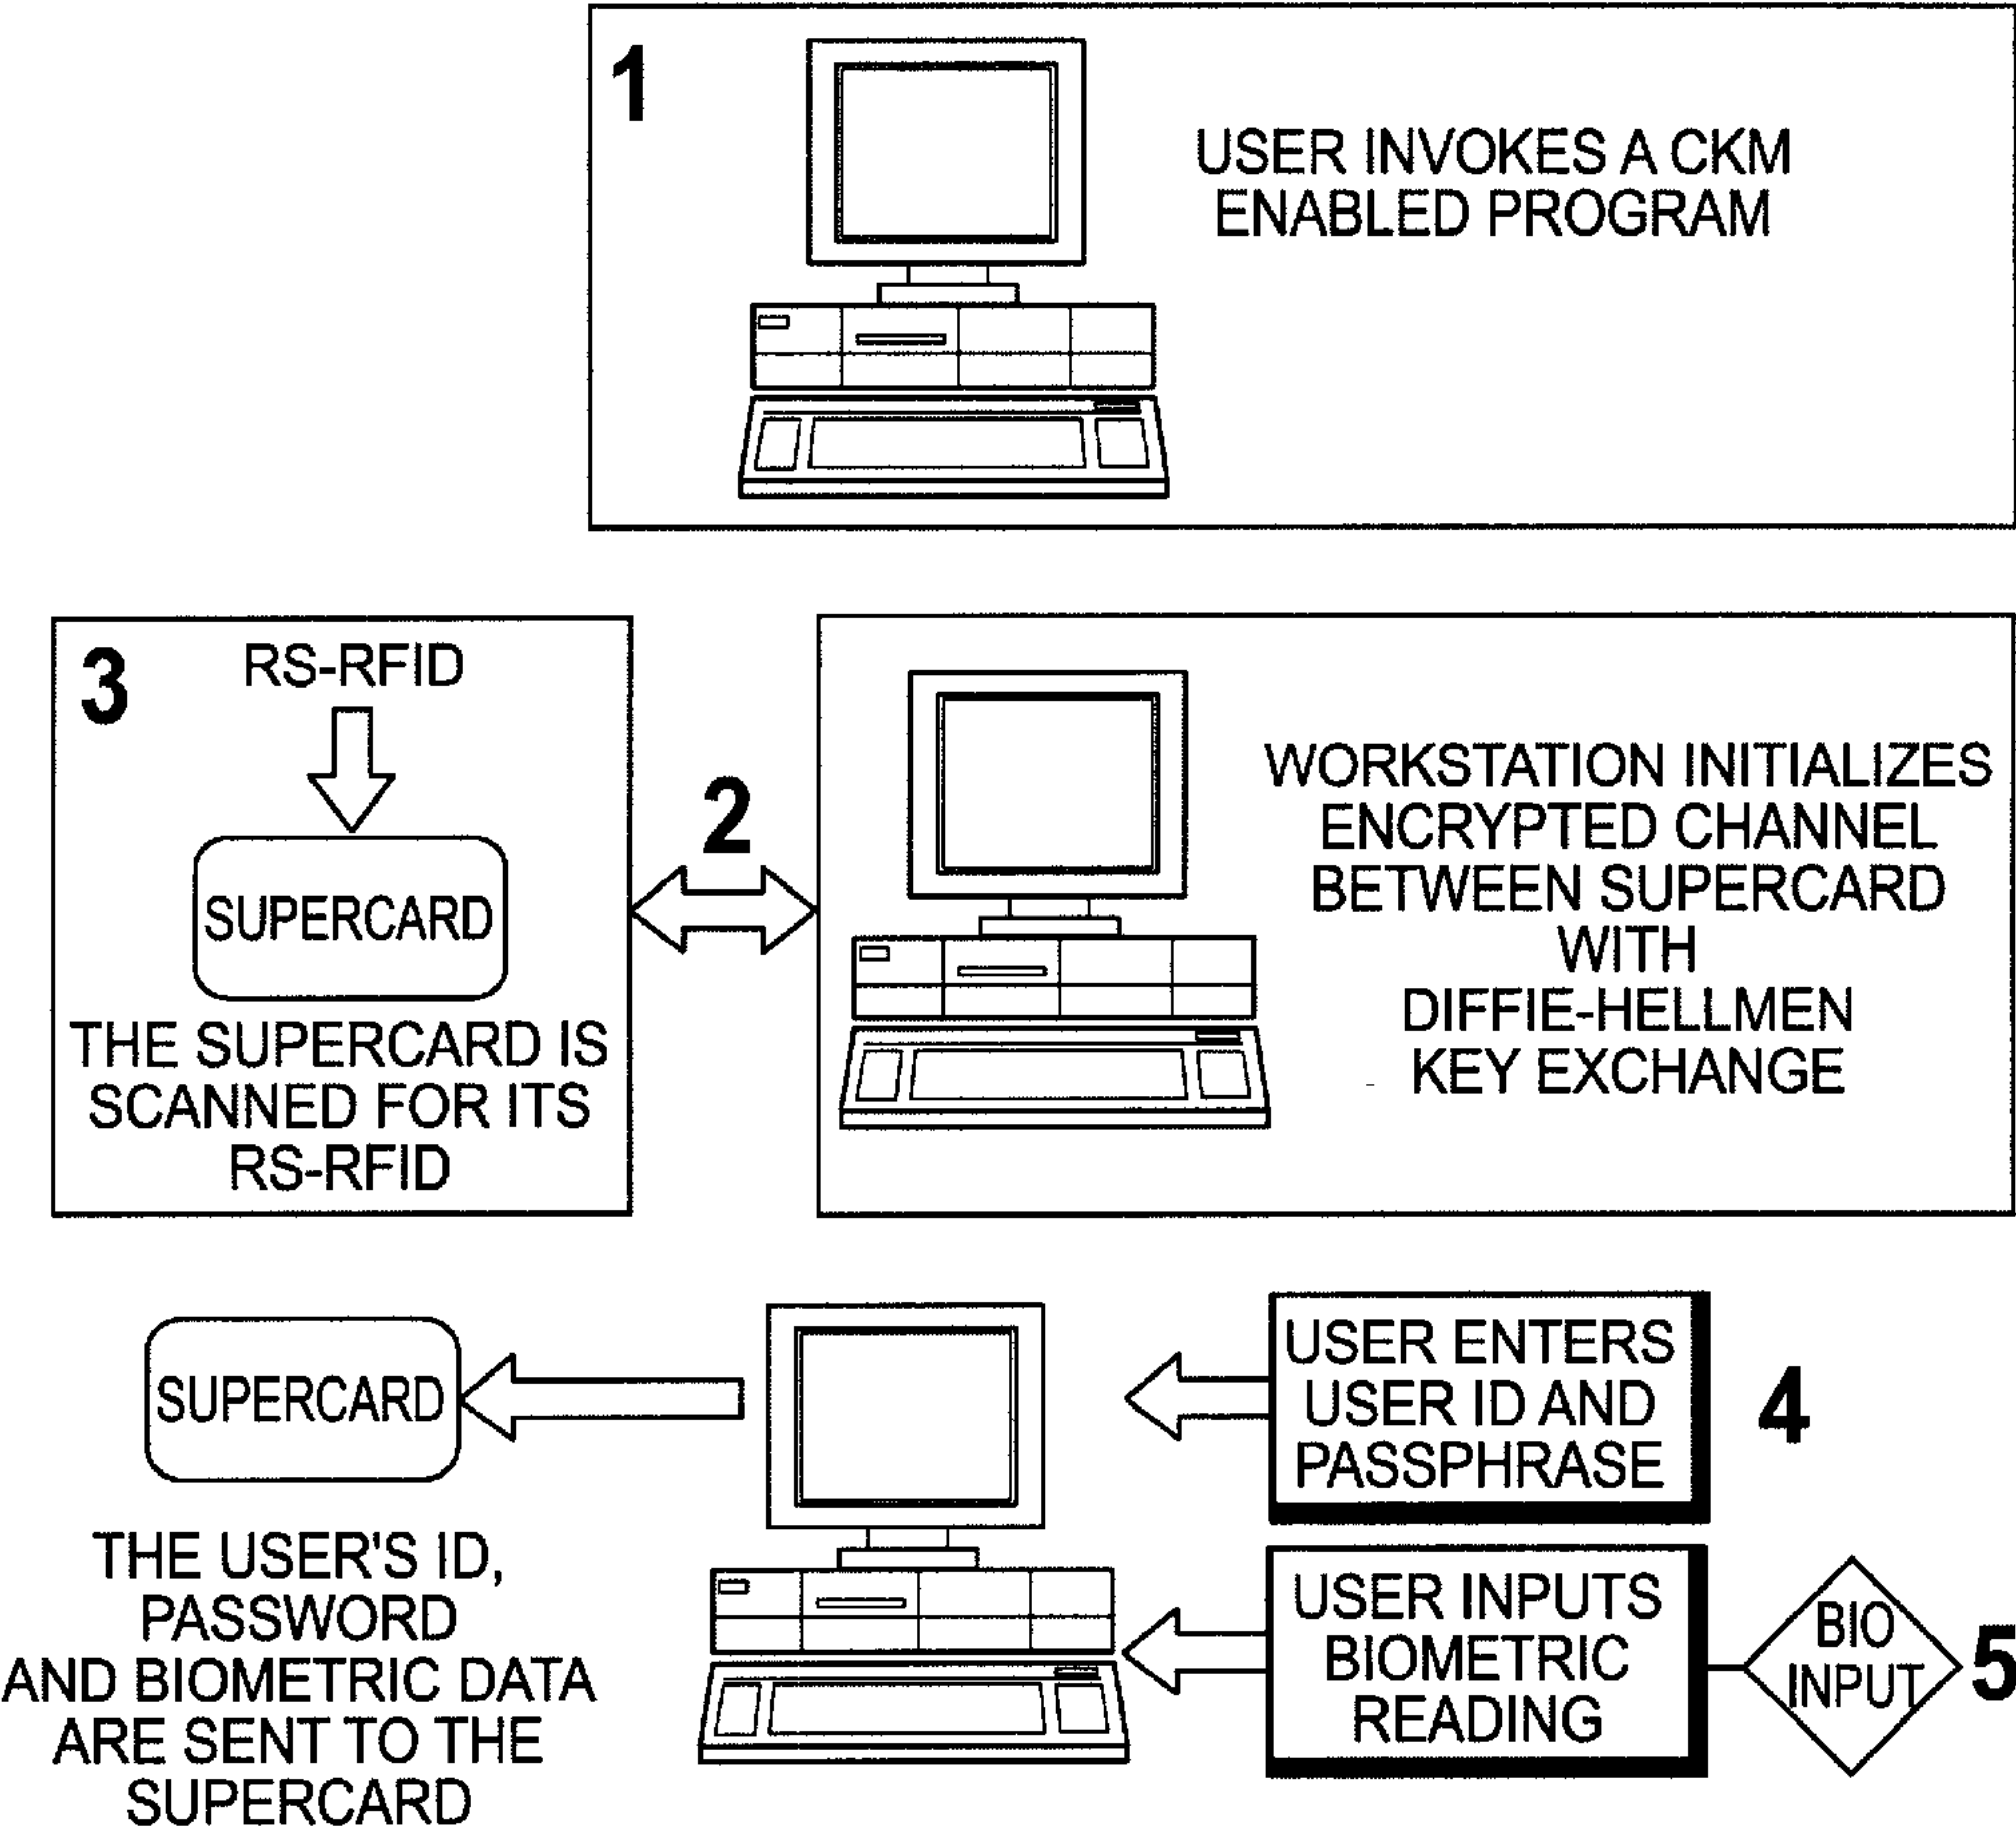 1
USER INVOKES A CKM
ENABLED PROGRAM
3
RS-RFID
SUPERCARD
THE SUPERCARD IS
SCANNED FOR ITS
RS-RFID
2
WORKSTATION INITIALIZES
ENCRYPTED CHANNEL
BETWEEN SUPERCARD
WITH
DIFFIE-HELLMEN
KEY EXCHANGE
SUPERCARD
THE USER'S ID,
PASSWORD
AND BIOMETRIC DATA
ARE SENT TO THE
SUPERCARD
USER ENTERS
USER ID AND
PASSPHRASE
4
USER INPUTS
BIOMETRIC
READING
BIO
INPUT
5